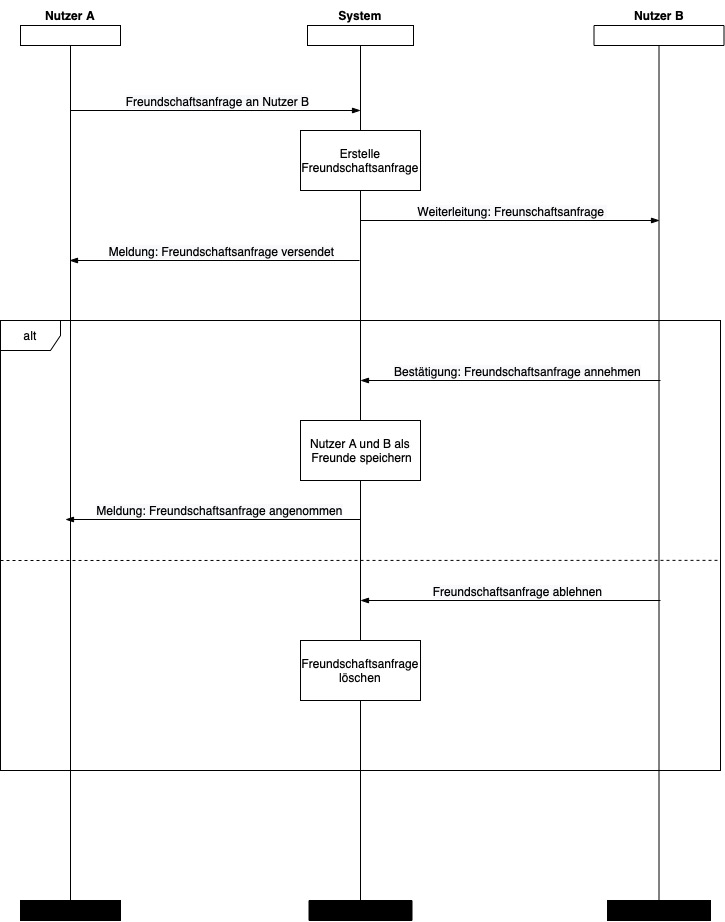 Nutzer A
System
Nutzer B
Freundschaftsanfrage an Nutzer B
Erstelle
Freundschaftsanfrage
Weiterleitung: Freunschaftsanfrage
Meldung: Freundschaftsanfrage versendet
alt
Bestätigung: Freundschaftsanfrage annehmen
Nutzer A und B als
Freunde speichern
Meldung: Freundschaftsanfrage angenommen
Freundschaftsanfrage ablehnen
Freundschaftsanfrage
löschen